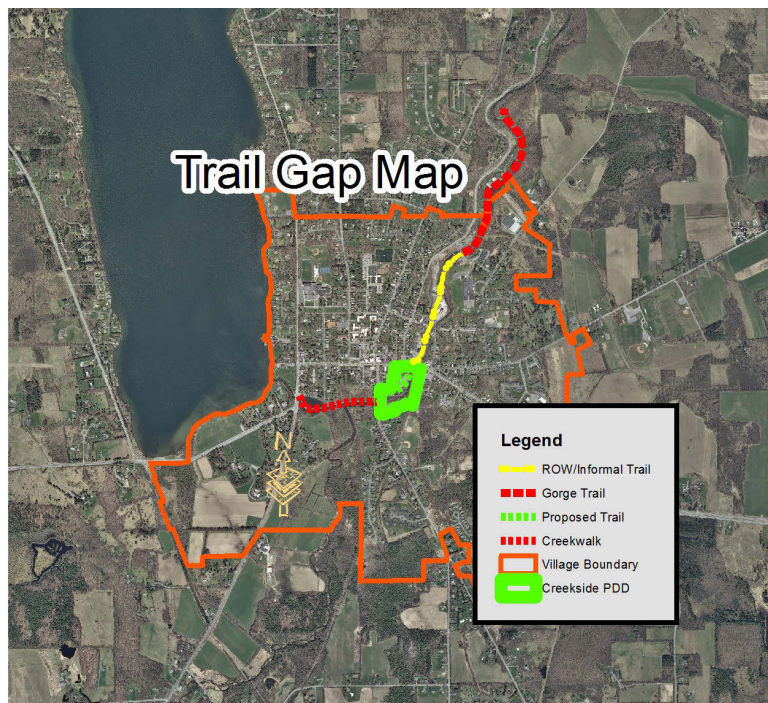 Trail Gap Map
N
Legend
ROW/Informal Trail
Gorge Trail
Proposed Trail
Creekwalk
Village Boundary
Creekside PDD